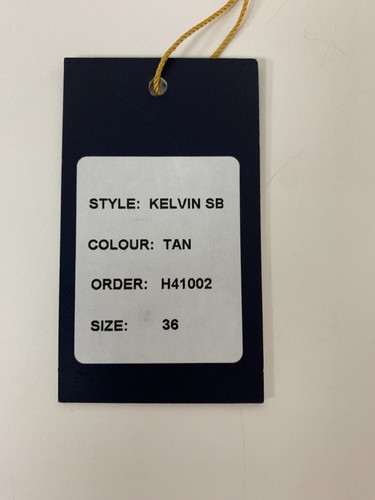 STYLE: KELVIN SB
COLOUR: TAN
ORDER: H41002
SIZE: 36